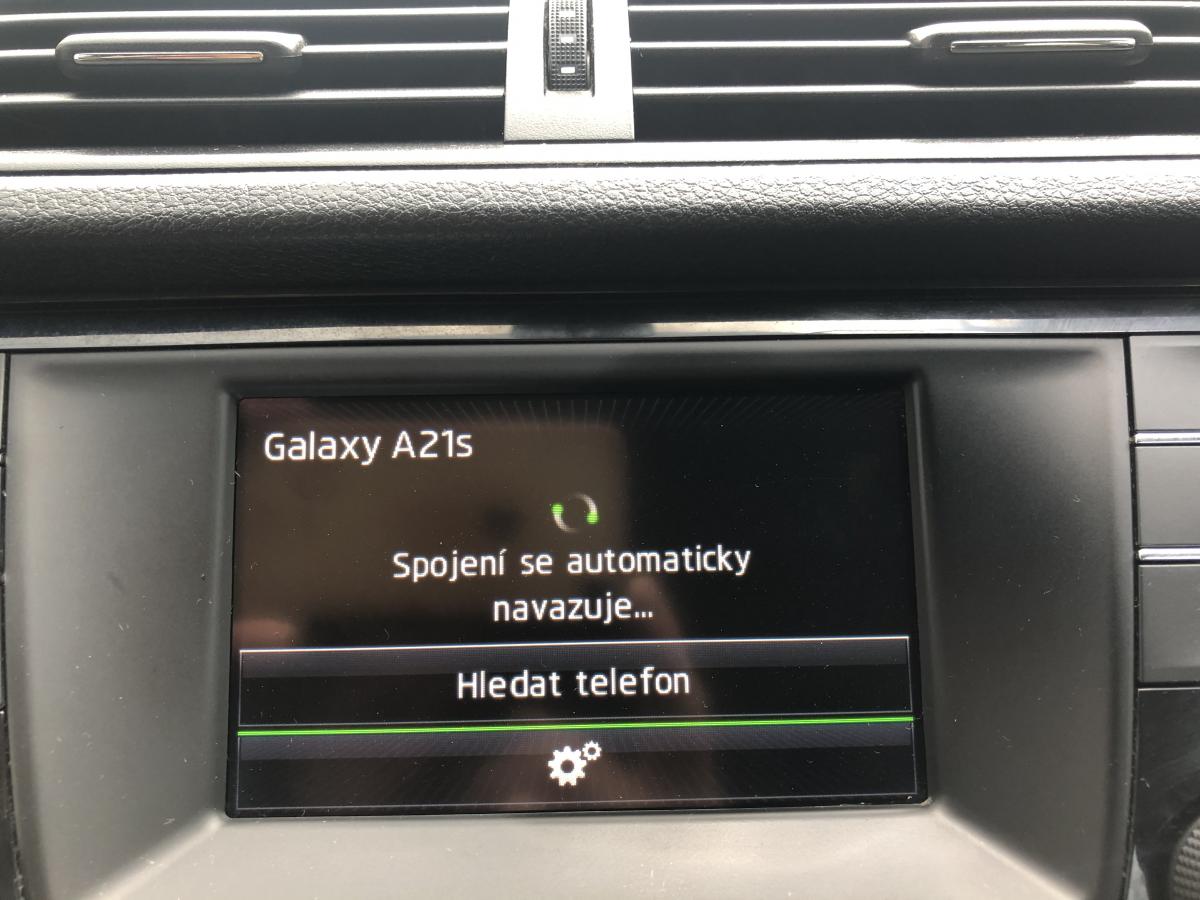 Galaxy A21s
Spojení se automaticky
navazuje...
Hledat telefon